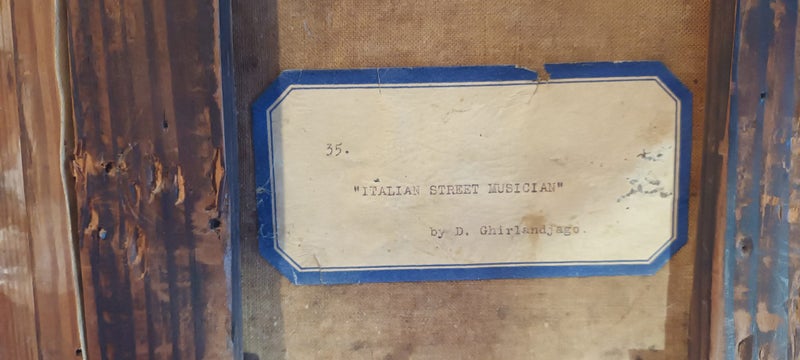 35.
"ITALIAN STREET MUSICIAN"
by D. Ghirlandjago.